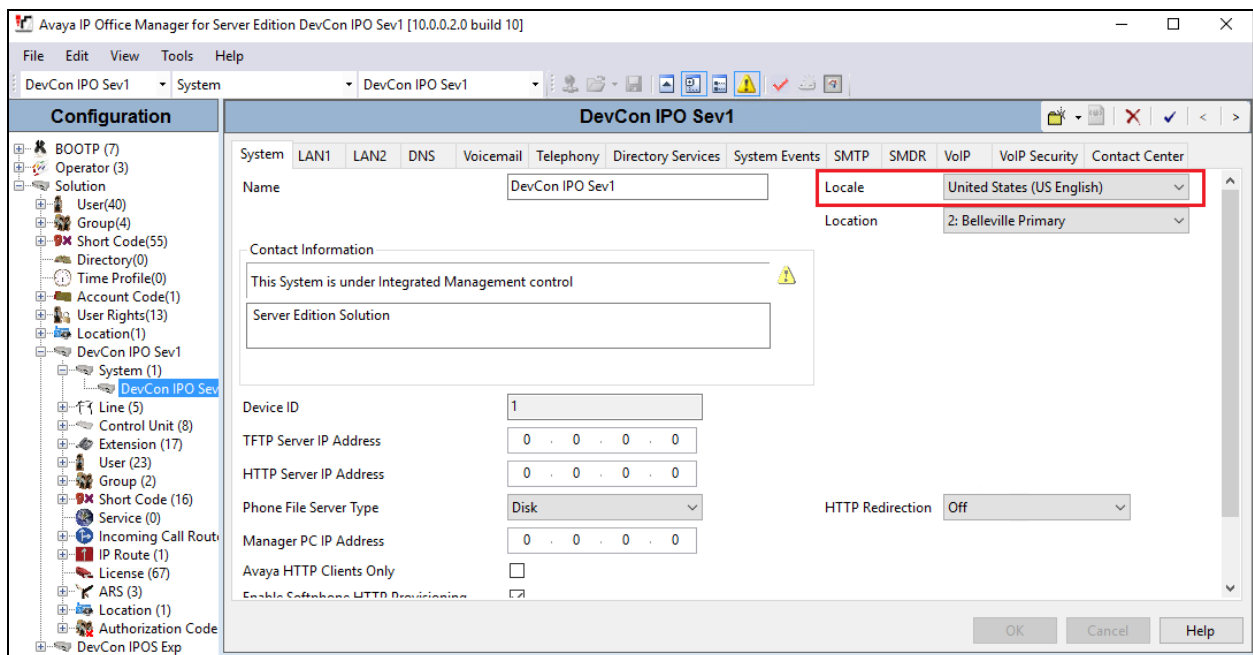 Avaya IP Office Manager for Server Edition DevCon IPO Sev1 [10.0.0.2.0 build 10]
File Edit View Tools Help
DevCon IPO Sev1 System DevCon IPO Sev1
Configuration
BOOTP (7)
Operator (3)
Solution
User(40)
Group(4)
Short Code(55)
Directory(0)
Time Profile(0)
Account Code(1)
User Rights(13)
Location(1)
DevCon IPO Sev1
System (1)
DevCon IPO Sev
Line (5)
Control Unit (8)
Extension (17)
User (23)
Group (2)
Short Code (16)
Service (0)
Incoming Call Route
IP Route (1)
License (67)
ARS (3)
Location (1)
Authorization Code
DevCon IPOS Exp
DevCon IPO Sev1
System LAN1 LAN2 DNS Voicemail Telephony Directory Services System Events SMTP SMDR VoIP VoIP Security Contact Center
Name DevCon IPO Sev1 Locale United States (US English)
Location 2: Belleville Primary
Contact Information
This System is under Integrated Management control
Server Edition Solution
Device ID 1
TFTP Server IP Address 0 . 0 . 0 . 0
HTTP Server IP Address 0 . 0 . 0 . 0
Phone File Server Type Disk HTTP Redirection Off
Manager PC IP Address 0 . 0 . 0 . 0
Avaya HTTP Clients Only
Enable Softphone HTTP Provisioning
OK Cancel Help